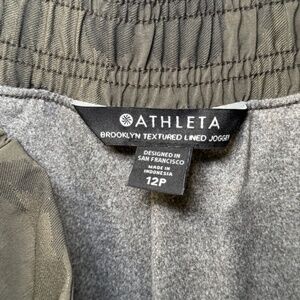 ATHLETA
BROOKLYN TEXTURED LINED JOGGER
DESIGNED IN
SAN FRANCISCO
MADE IN
INDONESIA
12P